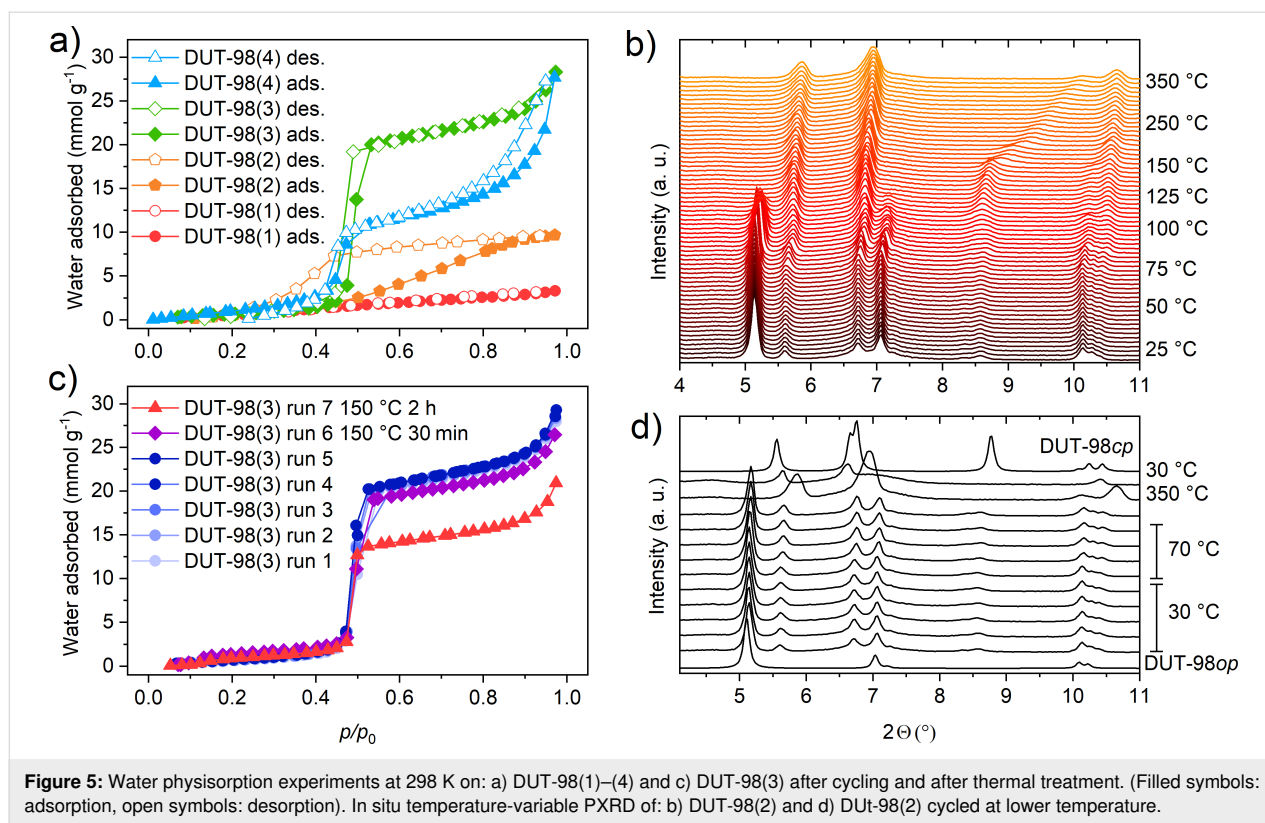 a)
Water adsorbed (mmol g⁻¹)
30
25
20
15
10
5
0
DUT-98(4) des.
DUT-98(4) ads.
DUT-98(3) des.
DUT-98(3) ads.
DUT-98(2) des.
DUT-98(2) ads.
DUT-98(1) des.
DUT-98(1) ads.
0.0 0.2 0.4 0.6 0.8 1.0
b)
Intensity (a. u.)
350 °C
250 °C
150 °C
125 °C
100 °C
75 °C
50 °C
25 °C
4 5 6 7 8 9 10 11
c)
Water adsorbed (mmol g⁻¹)
30
25
20
15
10
5
0
DUT-98(3) run 7 150 °C 2 h
DUT-98(3) run 6 150 °C 30 min
DUT-98(3) run 5
DUT-98(3) run 4
DUT-98(3) run 3
DUT-98(3) run 2
DUT-98(3) run 1
0.0 0.2 0.4 0.6 0.8 1.0
p/p₀
d)
Intensity (a. u.)
DUT-98cp
30 °C
350 °C
70 °C
30 °C
DUT-98op
5 6 7 8 9 10 11
2Θ (°)
Figure 5: Water physisorption experiments at 298 K on: a) DUT-98(1)–(4) and c) DUT-98(3) after cycling and after thermal treatment. (Filled symbols:
adsorption, open symbols: desorption). In situ temperature-variable PXRD of: b) DUT-98(2) and d) DUt-98(2) cycled at lower temperature.